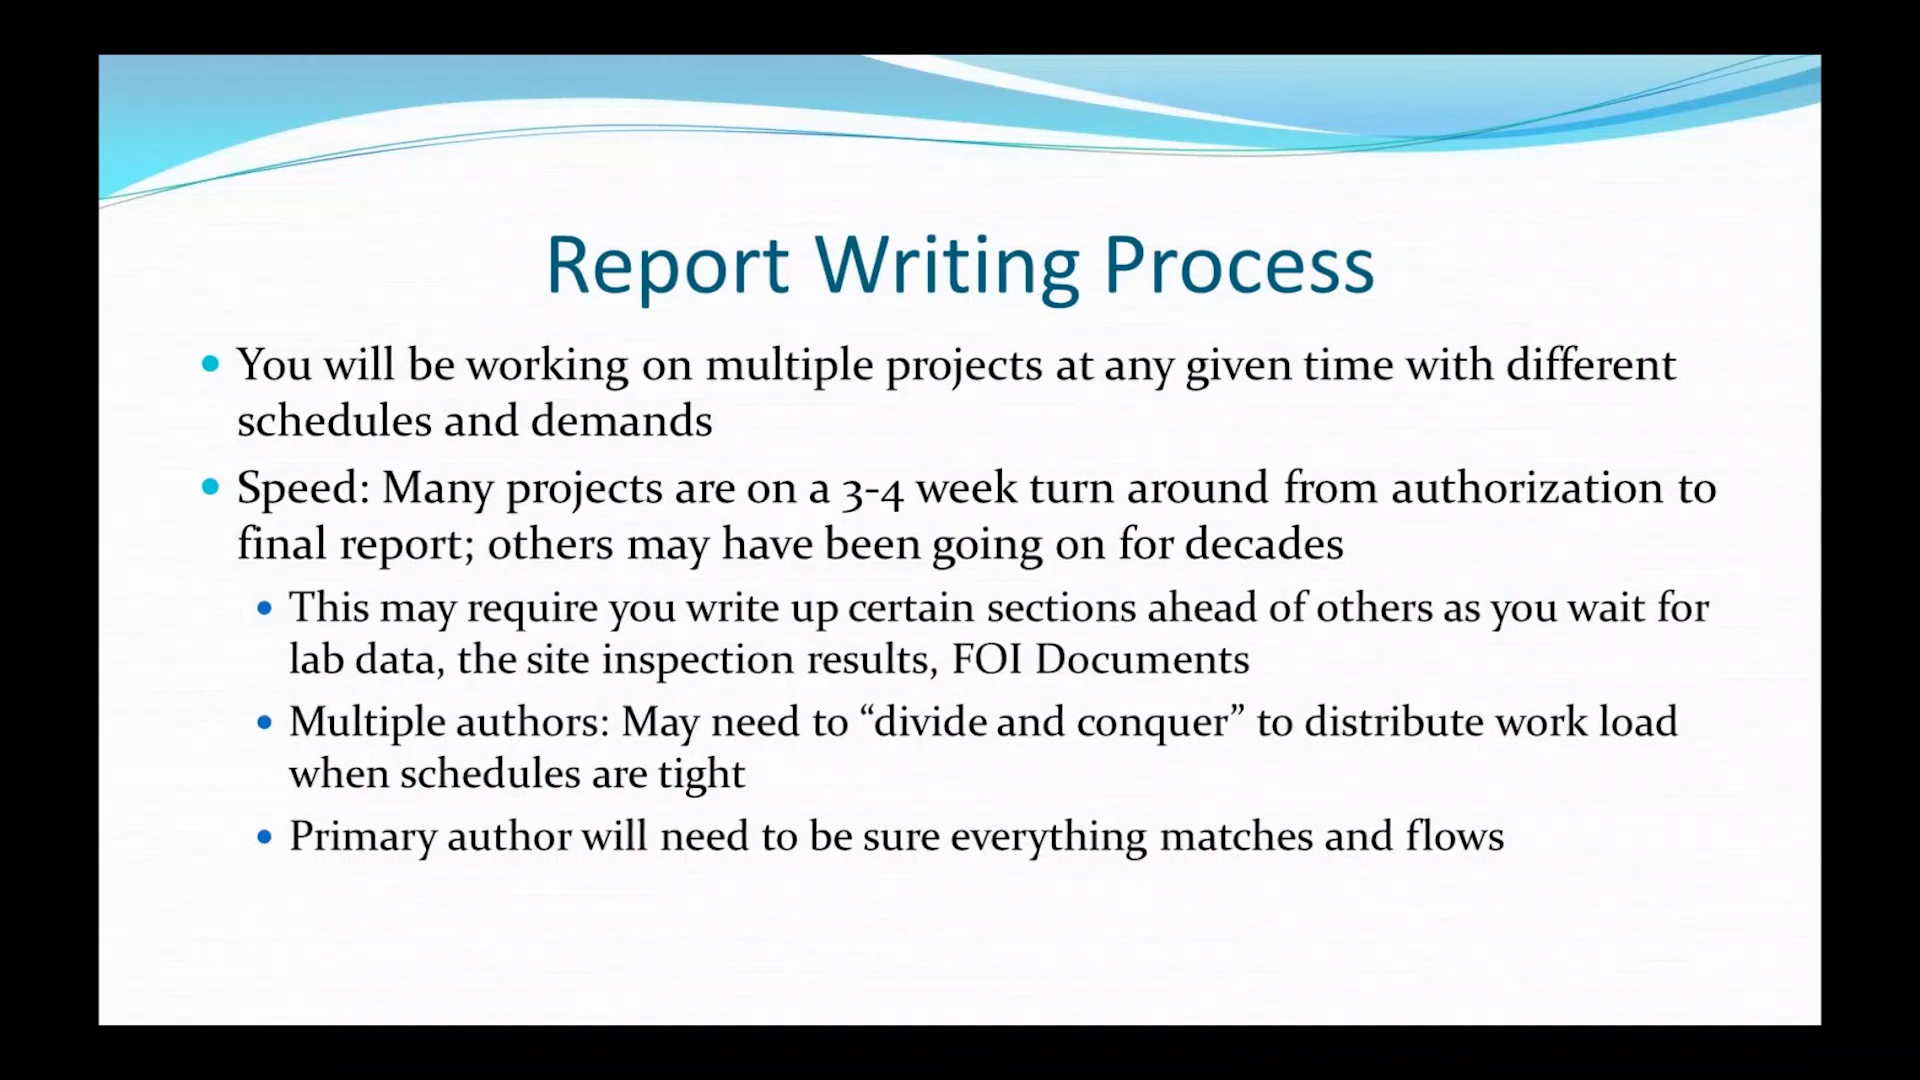 Report Writing Process
You will be working on multiple projects at any given time with different
schedules and demands
Speed: Many projects are on a 3-4 week turn around from authorization to
final report; others may have been going on for decades
This may require you write up certain sections ahead of others as you wait for
lab data, the site inspection results, FOI Documents
Multiple authors: May need to “divide and conquer” to distribute work load
when schedules are tight
Primary author will need to be sure everything matches and flows